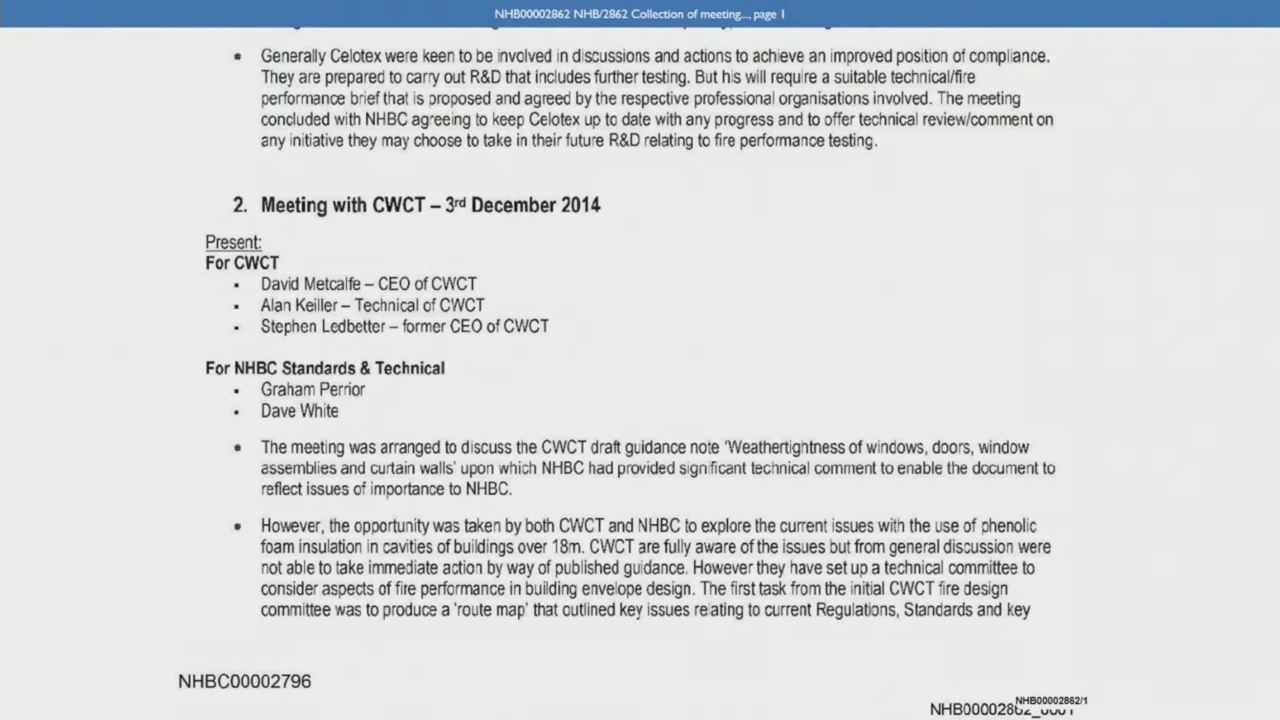 NHB00002862 NHB/2862 Collection of meeting..., page 1
• Generally Celotex were keen to be involved in discussions and actions to achieve an improved position of compliance.
They are prepared to carry out R&D that includes further testing. But his will require a suitable technical/fire
performance brief that is proposed and agreed by the respective professional organisations involved. The meeting
concluded with NHBC agreeing to keep Celotex up to date with any progress and to offer technical review/comment on
any initiative they may choose to take in their future R&D relating to fire performance testing.
2. Meeting with CWCT – 3rd December 2014
Present:
For CWCT
▪ David Metcalfe – CEO of CWCT
▪ Alan Keiller – Technical of CWCT
▪ Stephen Ledbetter – former CEO of CWCT
For NHBC Standards & Technical
▪ Graham Perrior
▪ Dave White
• The meeting was arranged to discuss the CWCT draft guidance note 'Weathertightness of windows, doors, window
assemblies and curtain walls' upon which NHBC had provided significant technical comment to enable the document to
reflect issues of importance to NHBC.
• However, the opportunity was taken by both CWCT and NHBC to explore the current issues with the use of phenolic
foam insulation in cavities of buildings over 18m. CWCT are fully aware of the issues but from general discussion were
not able to take immediate action by way of published guidance. However they have set up a technical committee to
consider aspects of fire performance in building envelope design. The first task from the initial CWCT fire design
committee was to produce a 'route map' that outlined key issues relating to current Regulations, Standards and key
NHBC00002796
NHB00002862/1
NHB00002862_0001